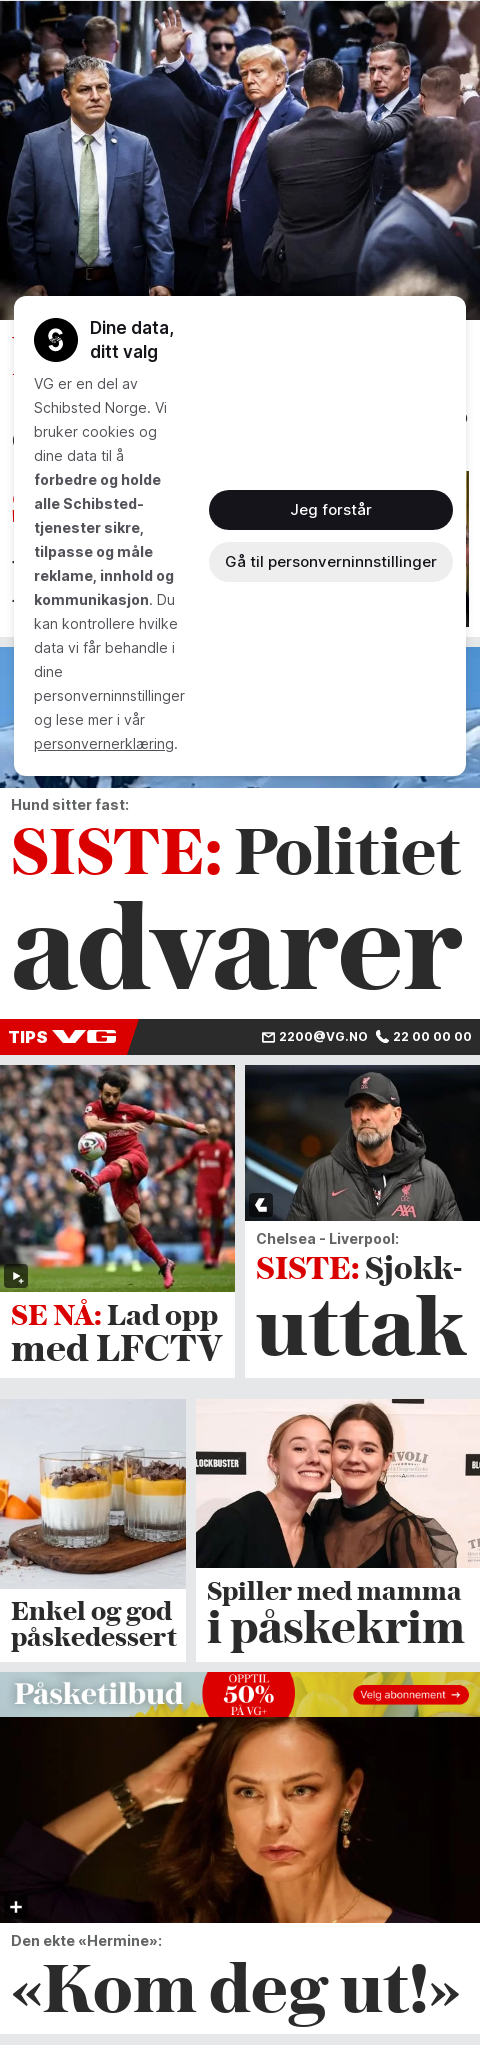 Dine data,
ditt valg
VG er en del av
Schibsted Norge. Vi
bruker cookies og
dine data til å
forbedre og holde
alle Schibsted-
tjenester sikre,
tilpasse og måle
reklame, innhold og
kommunikasjon. Du
kan kontrollere hvilke
data vi får behandle i
dine
personverninnstillinger
og lese mer i vår
personvernerklæring.
Jeg forstår
Gå til personverninnstillinger
Hund sitter fast:
SISTE: Politiet
advarer
TIPS VG 2200@VG.NO 22 00 00 00
SE NÅ: Lad opp
med LFCTV
Chelsea - Liverpool:
SISTE: Sjokk-
uttak
BLOCKBUSTER
Enkel og god
påskedessert
Spiller med mamma
i påskekrim
Påsketilbud
OPPTIL
50%
PÅ VG+
Velg abonnement →
Den ekte «Hermine»:
«Kom deg ut!»